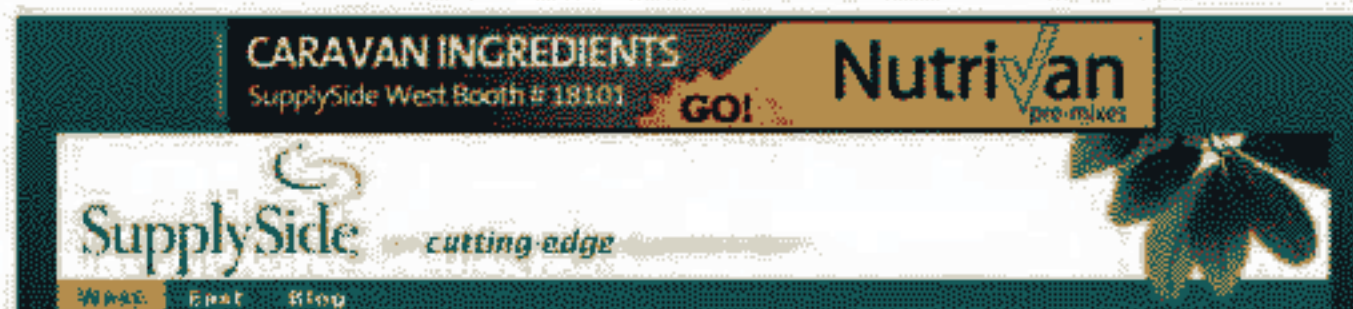 CARAVAN INGREDIENTS
SupplySide West Booth # 18101
GO!
Nutrivan
pre-mixes
SupplySide
cutting-edge
West East Blog